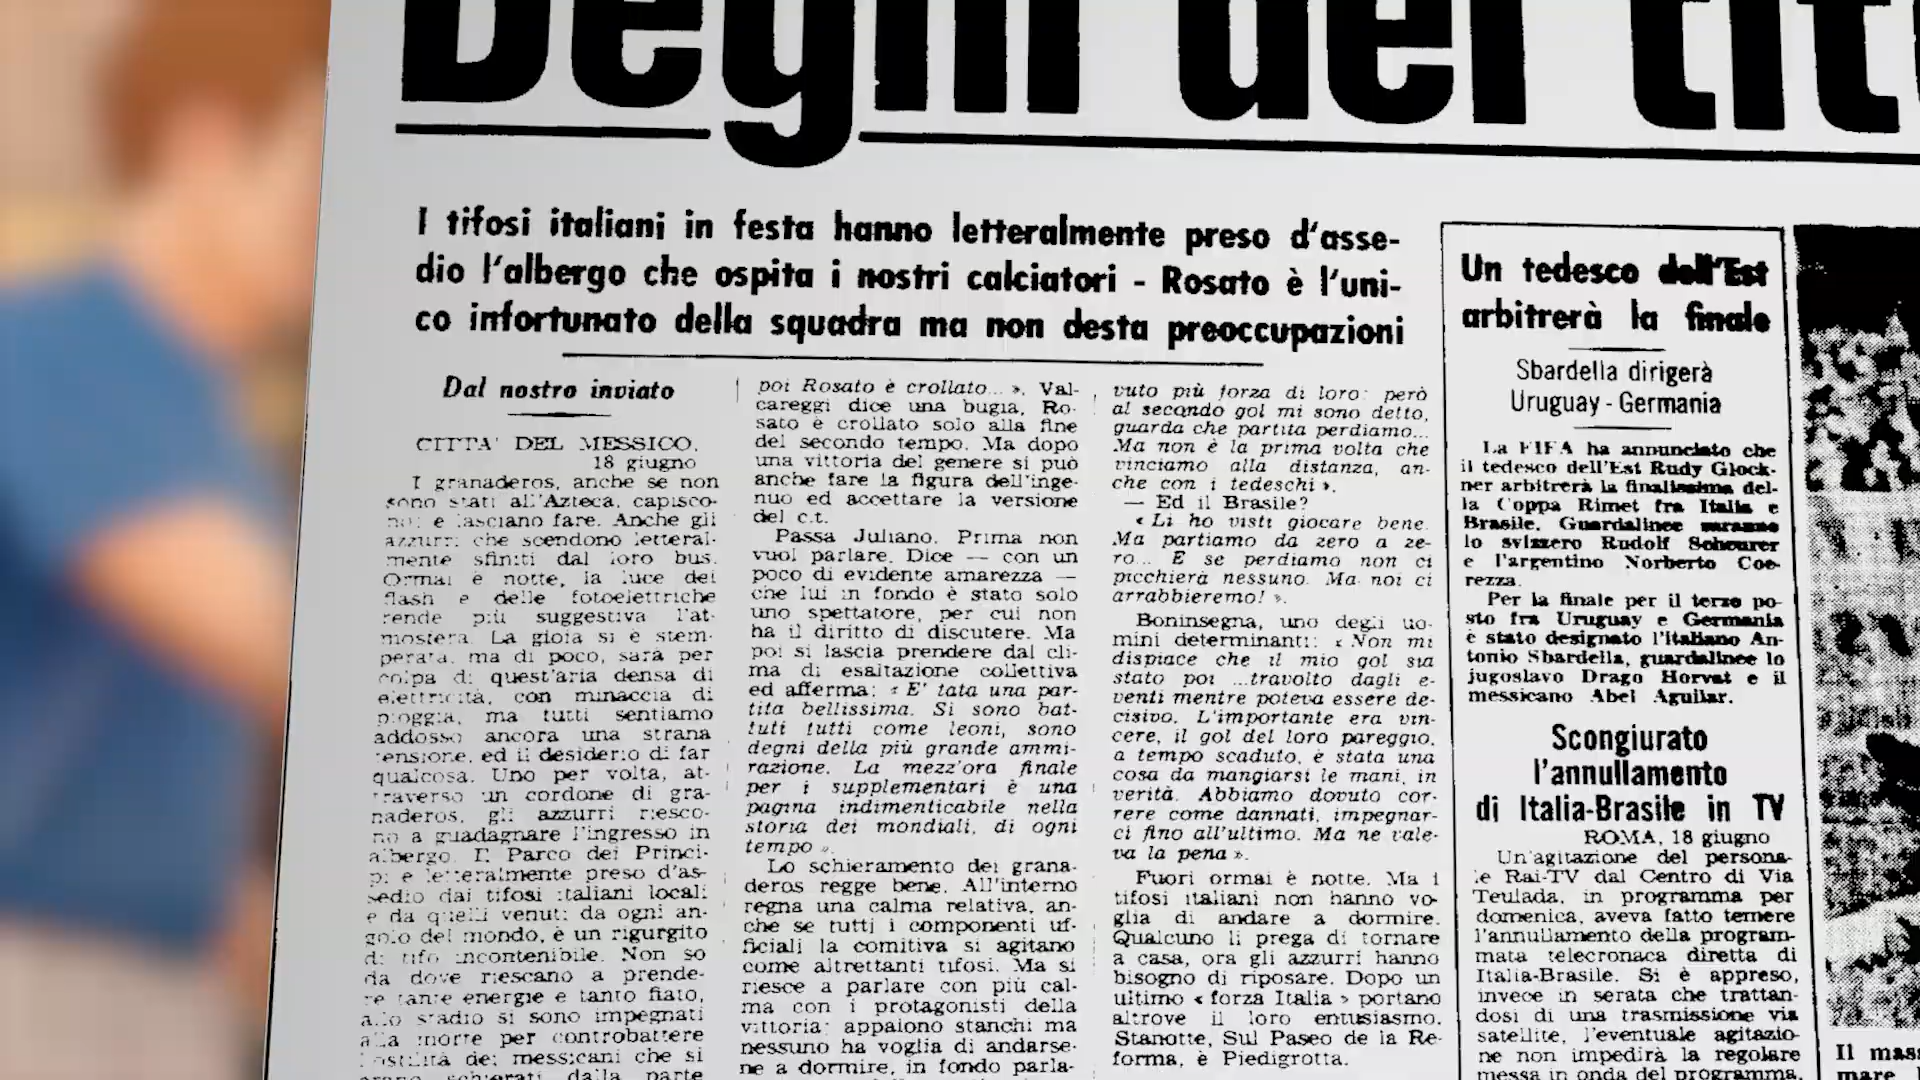 Degni del tit
I tifosi italiani in festa hanno letteralmente preso d'asse-
dio l'albergo che ospita i nostri calciatori - Rosato è l'uni-
co infortunato della squadra ma non desta preoccupazioni
Dal nostro inviato
CITTA' DEL MESSICO,
18 giugno
I granaderos, anche se non
sono stati all'Azteca, capisco-
no: e lasciano fare. Anche gli
azzurri che scendono letteral-
mente sfiniti dal loro bus.
Ormai è notte, la luce dei
flash e delle fotoelettriche
rende più suggestiva l'at-
mosfera. La gioia si è stem-
perata, ma di poco, sarà per
colpa di quest'aria densa di
elettricità, con minaccia di
pioggia, ma tutti sentiamo
addosso ancora una strana
tensione, ed il desiderio di far
qualcosa. Uno per volta, at-
traverso un cordone di gra-
naderos, gli azzurri riesco-
no a guadagnare l'ingresso in
albergo. Il Parco dei Princi-
pi è letteralmente preso d'as-
sedio dai tifosi italiani locali
e da quelli venuti da ogni an-
golo del mondo, è un rigurgito
di tifo incontenibile. Non so
da dove riescano a prende-
re tante energie e tanto fiato,
allo stadio si sono impegnati
alla morte per controbattere
l'ostilità dei messicani che si
erano schierati dalla parte
poi Rosato è crollato... ». Val-
careggi dice una bugia, Ro-
sato è crollato solo alla fine
del secondo tempo. Ma dopo
una vittoria del genere si può
anche fare la figura dell'inge-
nuo ed accettare la versione
del c.t.
Passa Juliano. Prima non
vuol parlare. Dice — con un
poco di evidente amarezza —
che lui in fondo è stato solo
uno spettatore, per cui non
ha il diritto di discutere. Ma
poi si lascia prendere dal cli-
ma di esaltazione collettiva
ed afferma: « E' tata una par-
tita bellissima. Si sono bat-
tuti tutti come leoni, sono
degni della più grande ammi-
razione. La mezz'ora finale
per i supplementari è una
pagina indimenticabile nella
storia dei mondiali, di ogni
tempo ».
Lo schieramento dei grana-
deros regge bene. All'interno
regna una calma relativa, an-
che se tutti i componenti uf-
ficiali la comitiva si agitano
come altrettanti tifosi. Ma si
riesce a parlare con più cal-
ma con i protagonisti della
vittoria: appaiono stanchi ma
nessuno ha voglia di andarse-
ne a dormire, in fondo parla-
vuto più forza di loro: però
al secondo gol mi sono detto,
guarda che partita perdiamo...
Ma non è la prima volta che
vinciamo alla distanza, an-
che con i tedeschi ».
— Ed il Brasile?
« Li ho visti giocare bene.
Ma partiamo da zero a ze-
ro... E se perdiamo non ci
picchierà nessuno. Ma noi ci
arrabbieremo! ».
Boninsegna, uno degli uo-
mini determinanti: « Non mi
dispiace che il mio gol sia
stato poi ...travolto dagli e-
venti mentre poteva essere de-
cisivo. L'importante era vin-
cere, il gol del loro pareggio,
a tempo scaduto, è stata una
cosa da mangiarsi le mani, in
verità. Abbiamo dovuto cor-
rere come dannati, impegnar-
ci fino all'ultimo. Ma ne vale-
va la pena ».
Fuori ormai è notte. Ma i
tifosi italiani non hanno vo-
glia di andare a dormire.
Qualcuno li prega di tornare
a casa, ora gli azzurri hanno
bisogno di riposare. Dopo un
ultimo « forza Italia » portano
altrove il loro entusiasmo.
Stanotte, Sul Paseo de la Re-
forma, è Piedigrotta.
Un tedesco dell'Est
arbitrerà la finale
Sbardella dirigerà
Uruguay - Germania
La FIFA ha annunciato che
il tedesco dell'Est Rudy Glock-
ner arbitrerà la finalissima del-
la Coppa Rimet fra Italia e
Brasile. Guardalinee saranno
lo svizzero Rudolf Scheurer
e l'argentino Norberto Coe-
rezza.
Per la finale per il terzo po-
sto fra Uruguay e Germania
è stato designato l'italiano An-
tonio Sbardella, guardalinee lo
jugoslavo Drago Horvat e il
messicano Abel Aguilar.
Scongiurato
l'annullamento
di Italia-Brasile in TV
ROMA, 18 giugno
Un'agitazione del persona-
le Rai-TV dal Centro di Via
Teulada, in programma per
domenica, aveva fatto temere
l'annullamento della program-
mata telecronaca diretta di
Italia-Brasile. Si è appreso,
invece in serata che trattan-
dosi di una trasmissione via
satellite, l'eventuale agitazio-
ne non impedirà la regolare
messa in onda del programma.
Il mas
mare